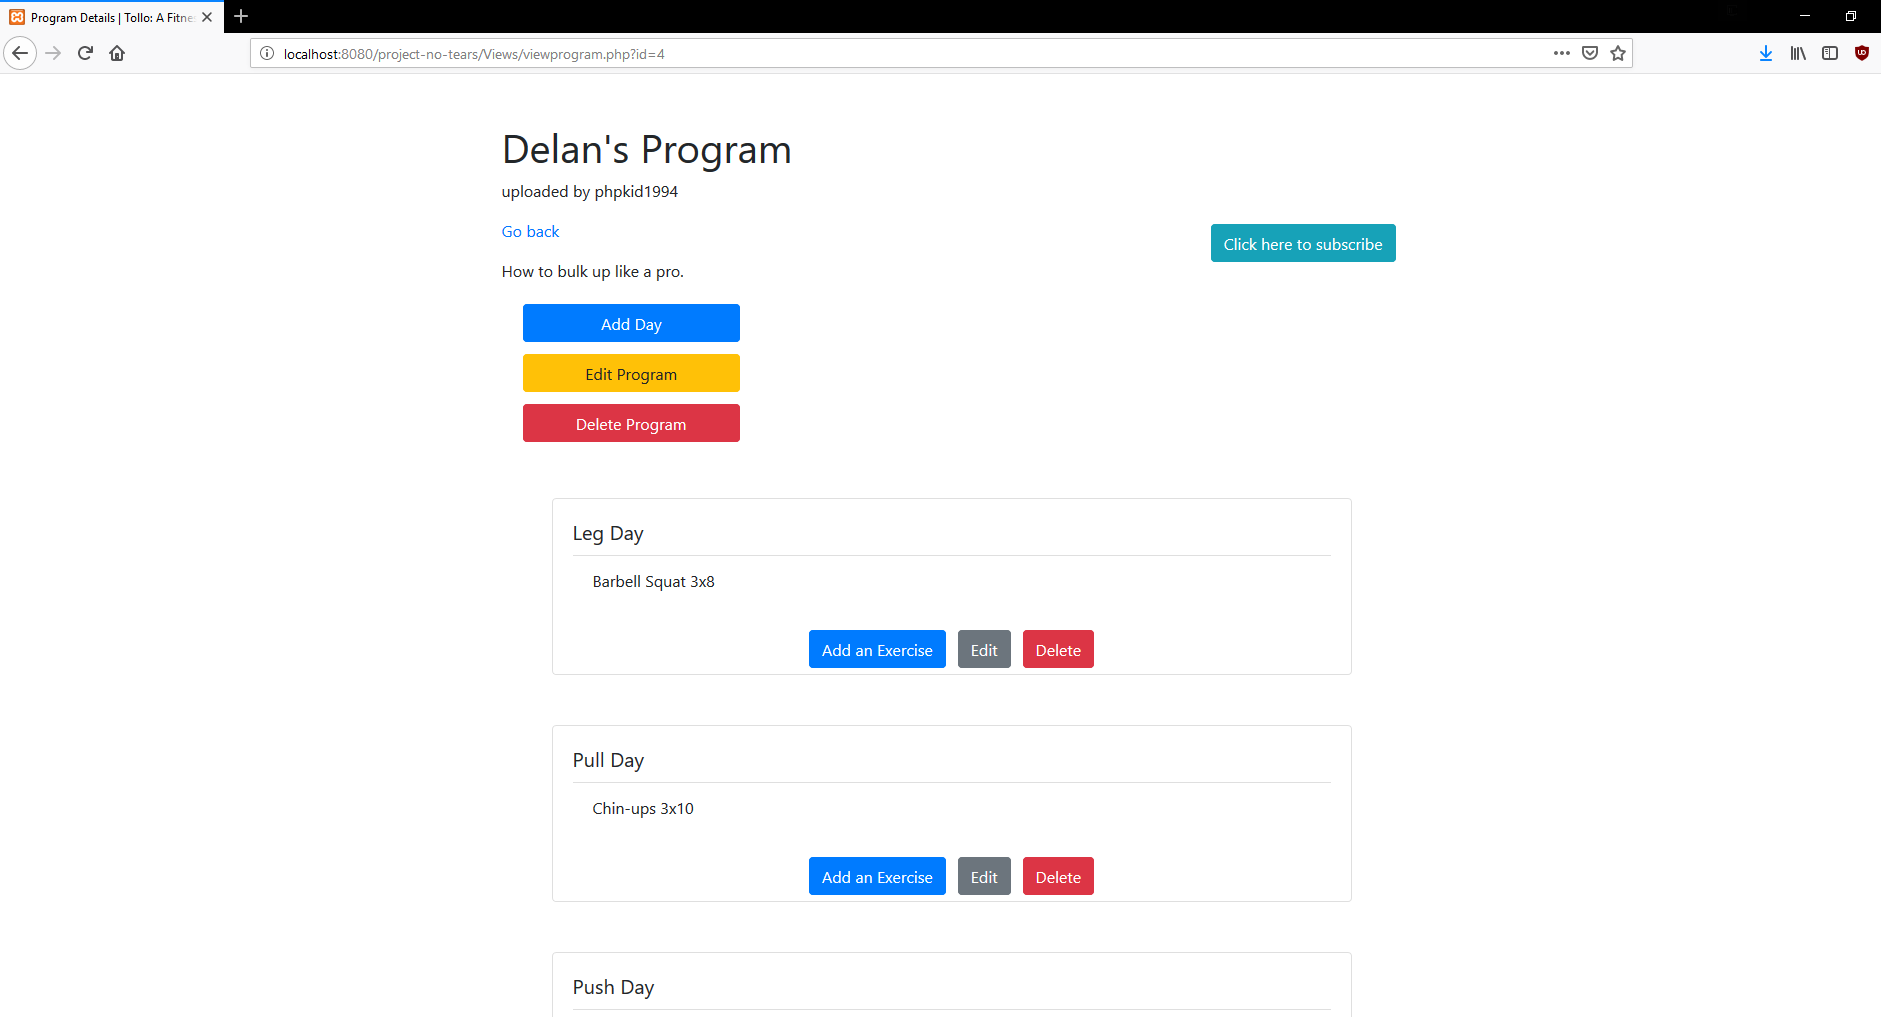 Program Details | Tollo: A Fitne
localhost:8080/project-no-tears/Views/viewprogram.php?id=4
Delan's Program
uploaded by phpkid1994
Go back
Click here to subscribe
How to bulk up like a pro.
Add Day
Edit Program
Delete Program
Leg Day
Barbell Squat 3x8
Add an Exercise Edit Delete
Pull Day
Chin-ups 3x10
Add an Exercise Edit Delete
Push Day